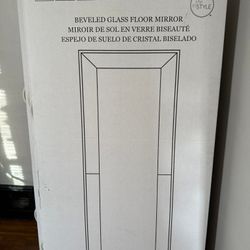 STYLE
BEVELED GLASS FLOOR MIRROR
MIROIR DE SOL EN VERRE BISEAUTÉ
ESPEJO DE SUELO DE CRISTAL BISELADO